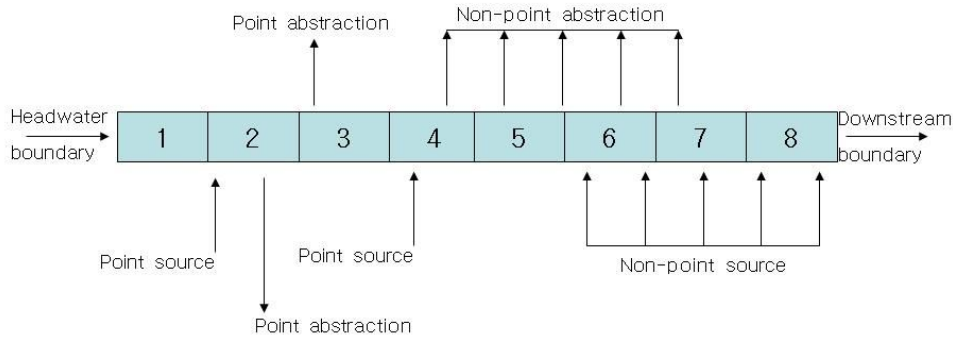 Point abstraction
Non-point abstraction
Headwater
boundary
1 2 3 4 5 6 7 8
Downstream
boundary
Point source
Point source
Non-point source
Point abstraction